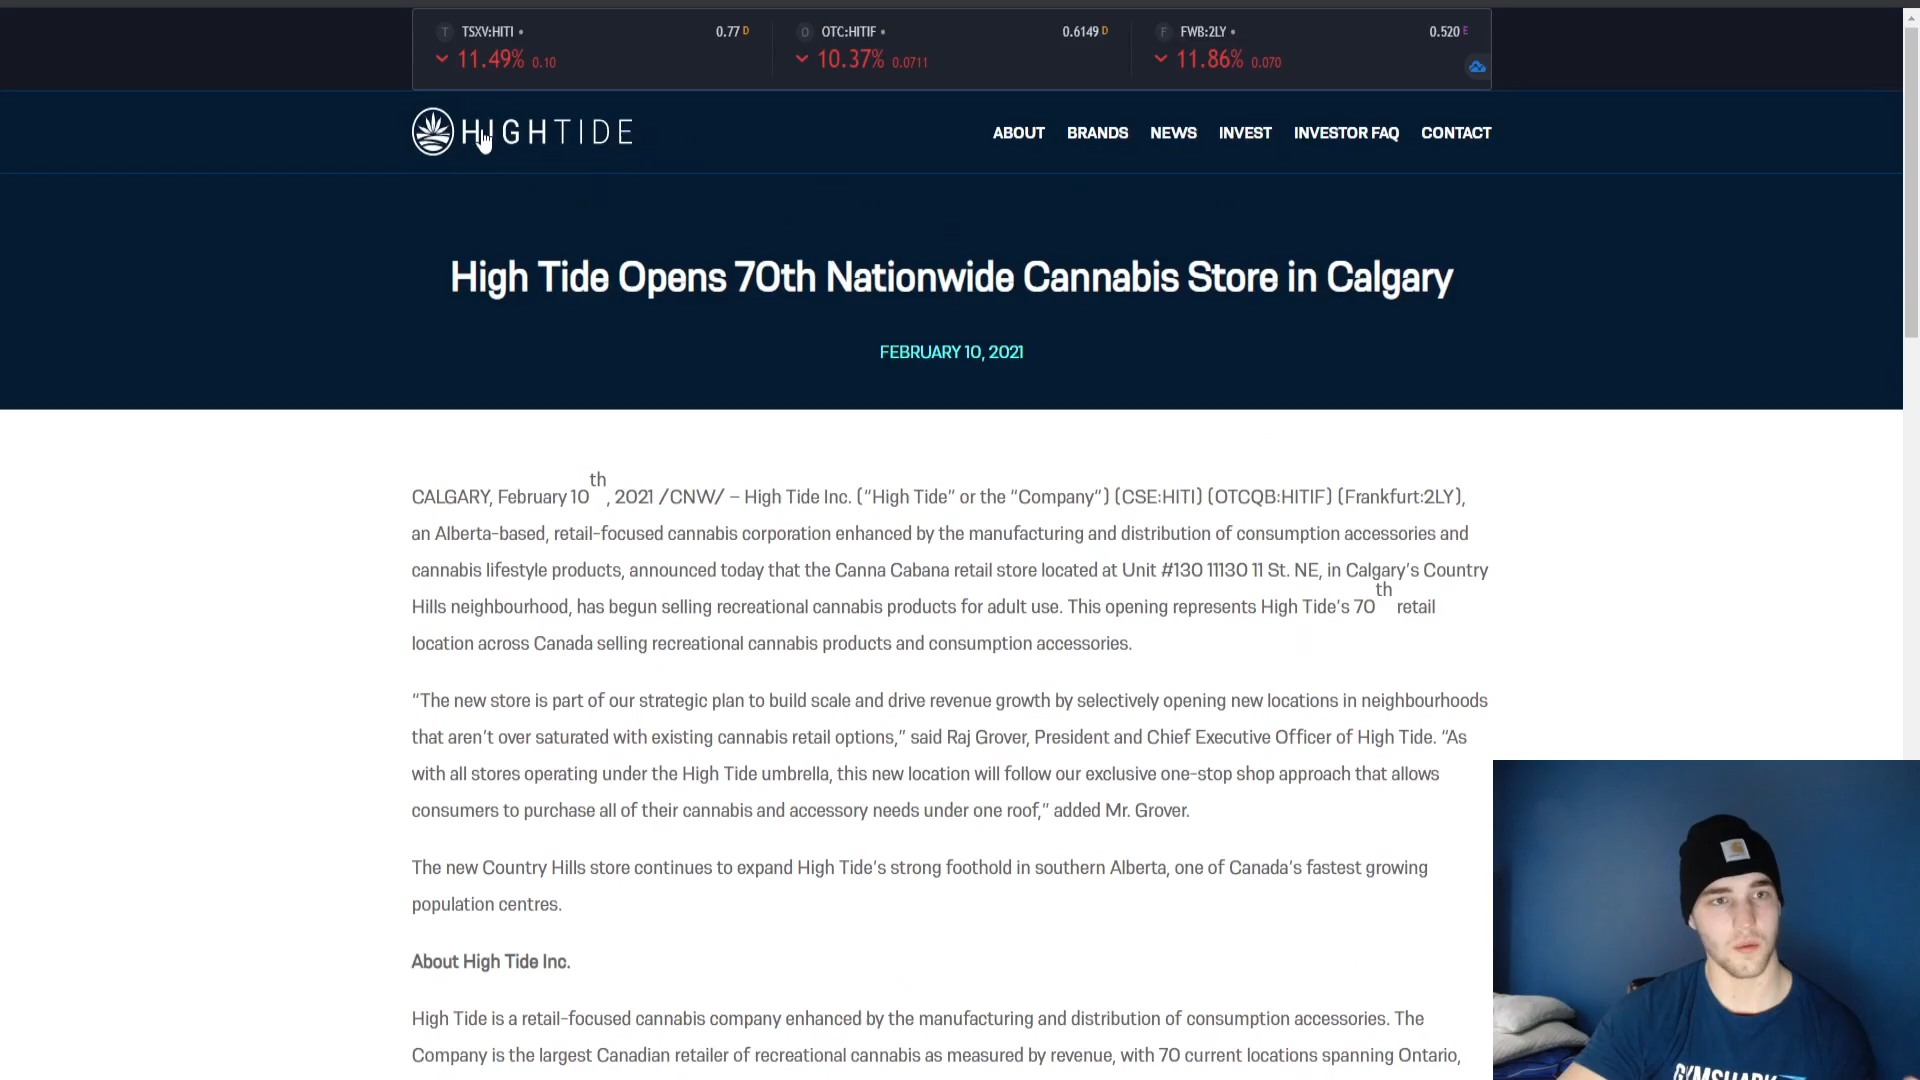 T TSXV:HITI • 0.77 D
11.49% 0.10
O OTC:HITIF • 0.6149 D
10.37% 0.0711
F FWB:2LY • 0.520 E
11.86% 0.070
HIGHTIDE
ABOUT BRANDS NEWS INVEST INVESTOR FAQ CONTACT
High Tide Opens 70th Nationwide Cannabis Store in Calgary
FEBRUARY 10, 2021
CALGARY, February 10th, 2021 /CNW/ – High Tide Inc. (“High Tide” or the “Company”) (CSE:HITI) (OTCQB:HITIF) (Frankfurt:2LY),
an Alberta-based, retail-focused cannabis corporation enhanced by the manufacturing and distribution of consumption accessories and
cannabis lifestyle products, announced today that the Canna Cabana retail store located at Unit #130 11130 11 St. NE, in Calgary’s Country
Hills neighbourhood, has begun selling recreational cannabis products for adult use. This opening represents High Tide’s 70th retail
location across Canada selling recreational cannabis products and consumption accessories.
“The new store is part of our strategic plan to build scale and drive revenue growth by selectively opening new locations in neighbourhoods
that aren’t over saturated with existing cannabis retail options,” said Raj Grover, President and Chief Executive Officer of High Tide. “As
with all stores operating under the High Tide umbrella, this new location will follow our exclusive one-stop shop approach that allows
consumers to purchase all of their cannabis and accessory needs under one roof,” added Mr. Grover.
The new Country Hills store continues to expand High Tide’s strong foothold in southern Alberta, one of Canada’s fastest growing
population centres.
About High Tide Inc.
High Tide is a retail-focused cannabis company enhanced by the manufacturing and distribution of consumption accessories. The
Company is the largest Canadian retailer of recreational cannabis as measured by revenue, with 70 current locations spanning Ontario,
GYMSHARK